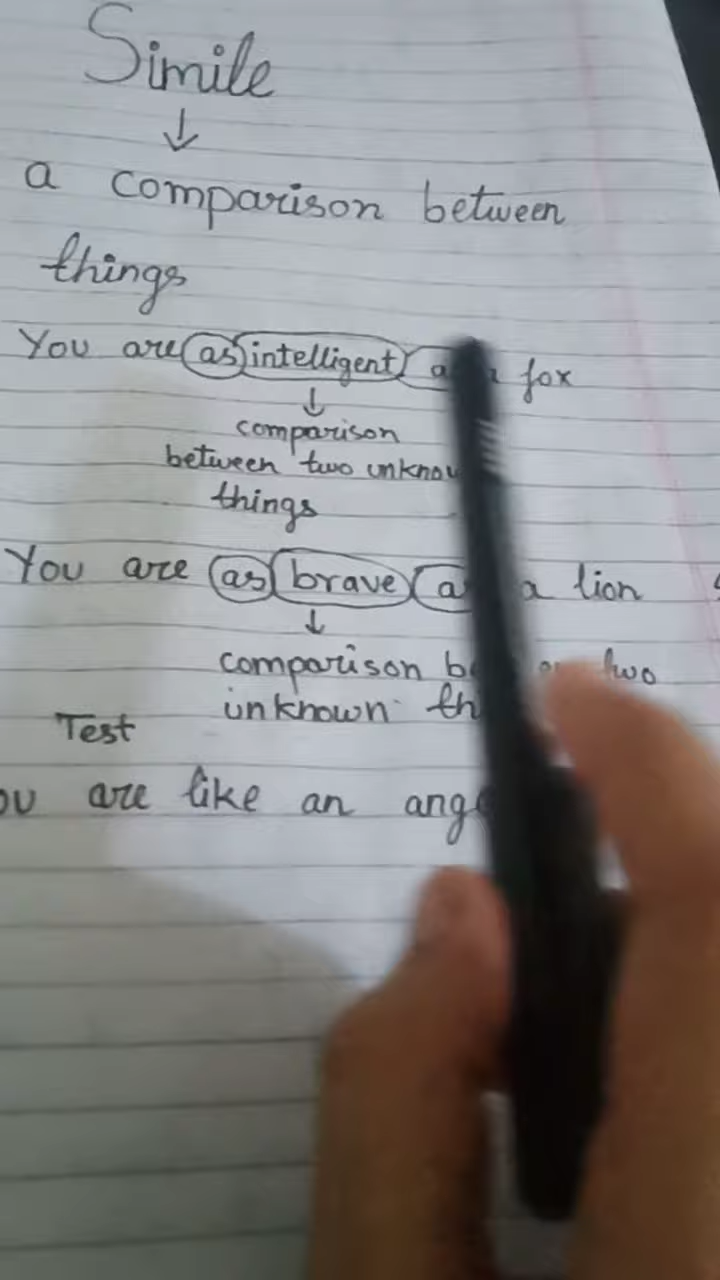 Simile
↓
a comparison between
things
You are as intelligent fox
↓
comparison
between two
things
You are as brave a lion
↓
comparison two
unknown
Test
are like an